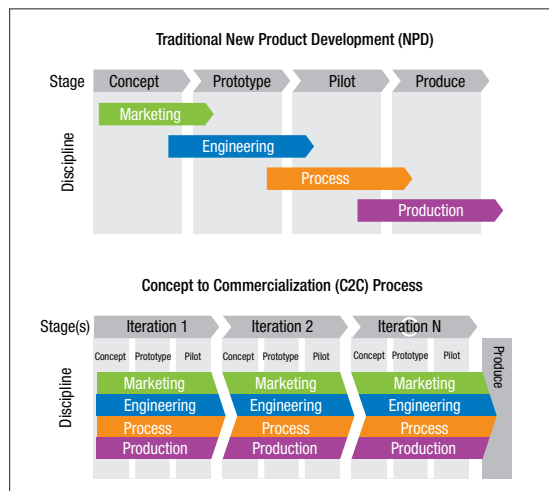 Traditional New Product Development (NPD)
Stage Concept Prototype Pilot Produce
Discipline
Marketing
Engineering
Process
Production
Concept to Commercialization (C2C) Process
Stage(s) Iteration 1 Iteration 2 Iteration N
Concept Prototype Pilot Concept Prototype Pilot Concept Prototype Pilot
Produce
Discipline
Marketing Marketing Marketing
Engineering Engineering Engineering
Process Process Process
Production Production Production